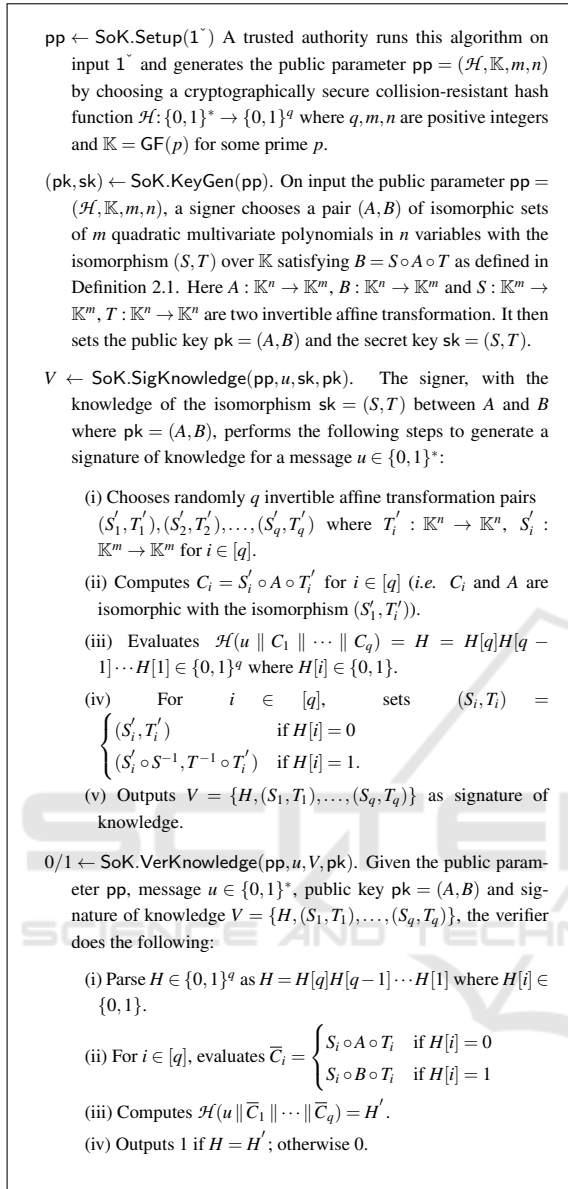 pp ← SoK.Setup(1ˇ) A trusted authority runs this algorithm on
input 1ˇ and generates the public parameter pp = (ℋ, 𝕂, m, n)
by choosing a cryptographically secure collision-resistant hash
function ℋ: {0,1}* → {0,1}^q where q, m, n are positive integers
and 𝕂 = GF(p) for some prime p.
(pk, sk) ← SoK.KeyGen(pp). On input the public parameter pp =
(ℋ, 𝕂, m, n), a signer chooses a pair (A, B) of isomorphic sets
of m quadratic multivariate polynomials in n variables with the
isomorphism (S, T) over 𝕂 satisfying B = S ∘ A ∘ T as defined in
Definition 2.1. Here A : 𝕂^n → 𝕂^m, B : 𝕂^n → 𝕂^m and S : 𝕂^m →
𝕂^m, T : 𝕂^n → 𝕂^n are two invertible affine transformation. It then
sets the public key pk = (A, B) and the secret key sk = (S, T).
V ← SoK.SigKnowledge(pp, u, sk, pk). The signer, with the
knowledge of the isomorphism sk = (S, T) between A and B
where pk = (A, B), performs the following steps to generate a
signature of knowledge for a message u ∈ {0,1}*:
(i) Chooses randomly q invertible affine transformation pairs
(S′_1, T′_1), (S′_2, T′_2), ..., (S′_q, T′_q) where T′_i : 𝕂^n → 𝕂^n, S′_i :
𝕂^m → 𝕂^m for i ∈ [q].
(ii) Computes C_i = S′_i ∘ A ∘ T′_i for i ∈ [q] (i.e. C_i and A are
isomorphic with the isomorphism (S′_1, T′_i)).
(iii) Evaluates ℋ(u ∥ C_1 ∥ ··· ∥ C_q) = H = H[q]H[q −
1]···H[1] ∈ {0,1}^q where H[i] ∈ {0,1}.
(iv) For i ∈ [q], sets (S_i, T_i) =
{ (S′_i, T′_i) if H[i] = 0
(S′_i ∘ S^−1, T^−1 ∘ T′_i) if H[i] = 1.
(v) Outputs V = {H, (S_1, T_1), ..., (S_q, T_q)} as signature of
knowledge.
0/1 ← SoK.VerKnowledge(pp, u, V, pk). Given the public para-
meter pp, message u ∈ {0,1}*, public key pk = (A, B) and sig-
nature of knowledge V = {H, (S_1, T_1), ..., (S_q, T_q)}, the verifier
does the following:
(i) Parse H ∈ {0,1}^q as H = H[q]H[q − 1]···H[1] where H[i] ∈
{0,1}.
(ii) For i ∈ [q], evaluates C̅_i = { S_i ∘ A ∘ T_i if H[i] = 0
S_i ∘ B ∘ T_i if H[i] = 1
(iii) Computes ℋ(u ∥ C̅_1 ∥ ··· ∥ C̅_q) = H′.
(iv) Outputs 1 if H = H′; otherwise 0.